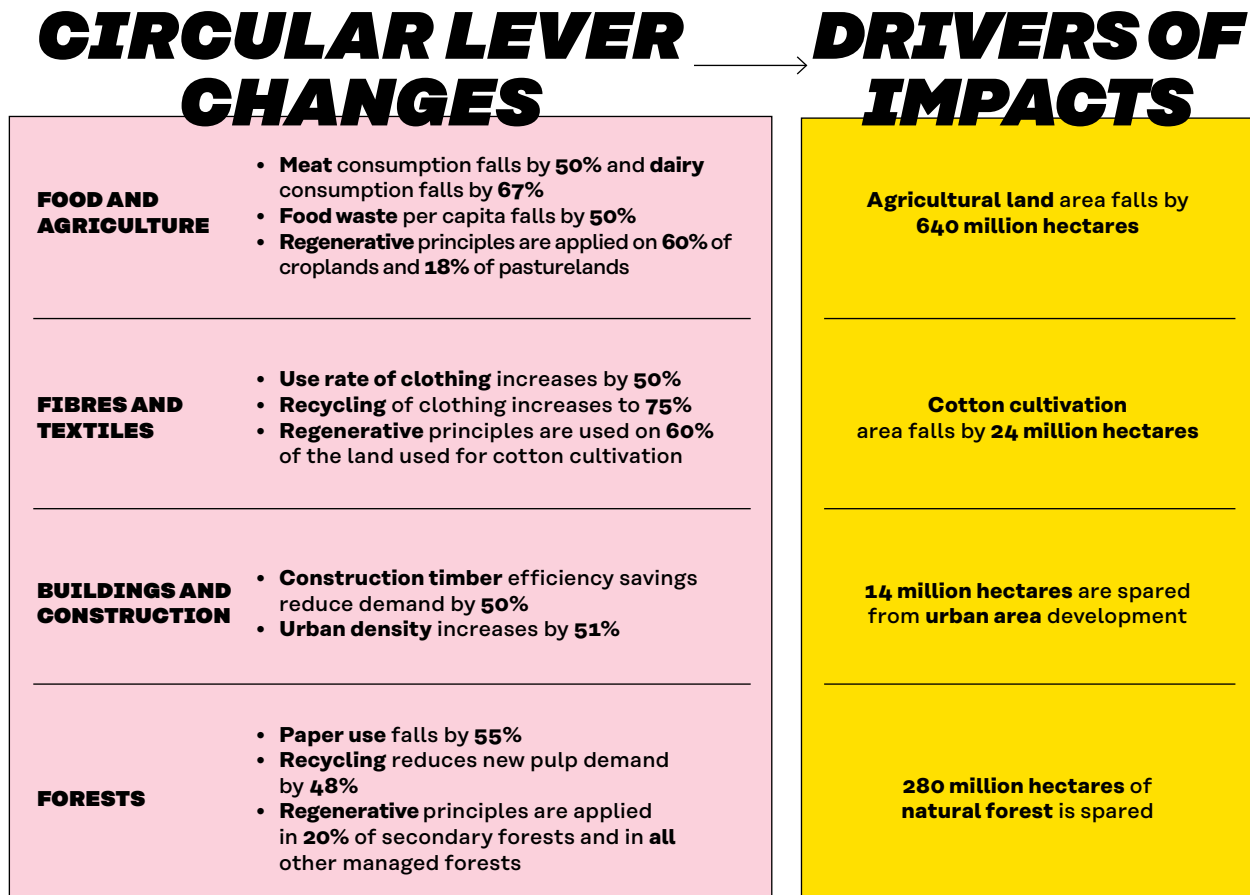 CIRCULAR LEVER
CHANGES
DRIVERS OF
IMPACTS
FOOD AND
AGRICULTURE
• Meat consumption falls by 50% and dairy
consumption falls by 67%
• Food waste per capita falls by 50%
• Regenerative principles are applied on 60% of
croplands and 18% of pasturelands
Agricultural land area falls by
640 million hectares
FIBRES AND
TEXTILES
• Use rate of clothing increases by 50%
• Recycling of clothing increases to 75%
• Regenerative principles are used on 60%
of the land used for cotton cultivation
Cotton cultivation
area falls by 24 million hectares
BUILDINGS AND
CONSTRUCTION
• Construction timber efficiency savings
reduce demand by 50%
• Urban density increases by 51%
14 million hectares are spared
from urban area development
FORESTS
• Paper use falls by 55%
• Recycling reduces new pulp demand
by 48%
• Regenerative principles are applied
in 20% of secondary forests and in all
other managed forests
280 million hectares of
natural forest is spared